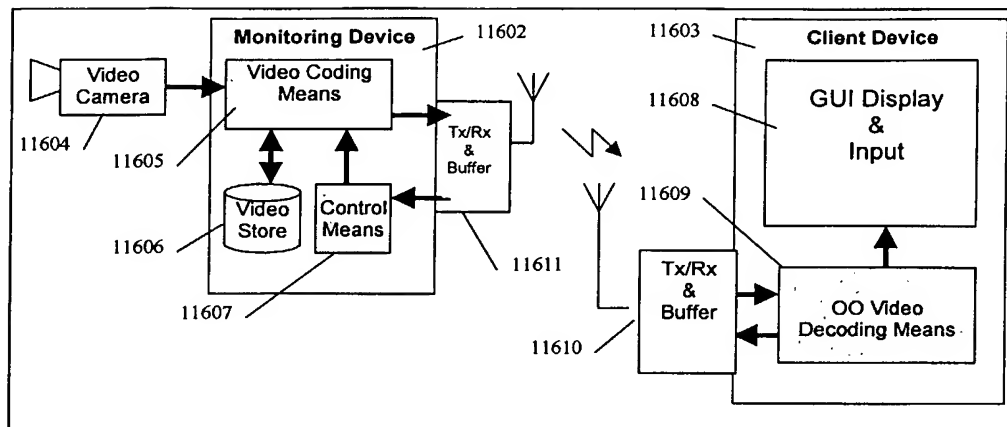 Monitoring Device
11602
11603
Client Device
Video
Camera
Video Coding
Means
11604
11605
Tx/Rx
&
Buffer
11608
GUI Display
&
Input
Video
Store
Control
Means
11606
11607
11611
11609
Tx/Rx
&
Buffer
11610
OO Video
Decoding Means